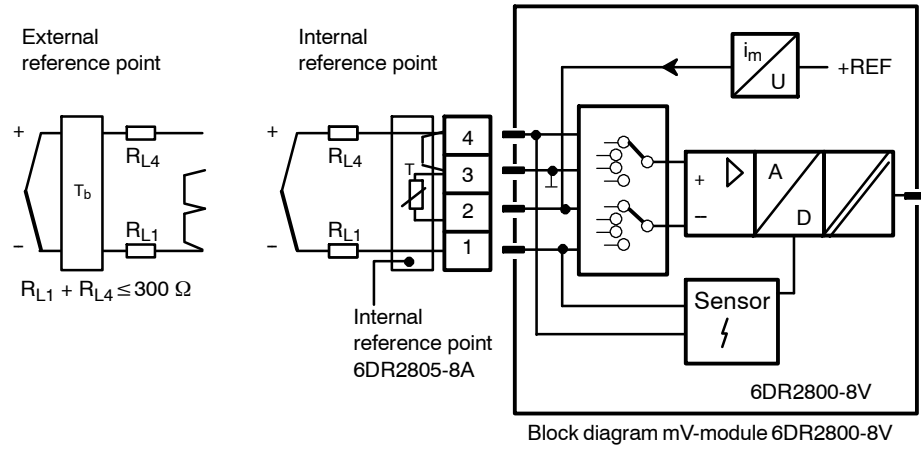 External
reference point
+
R_L4
T_b
R_L1
–
R_L1 + R_L4 ≤ 300 Ω
Internal
reference point
+
R_L4
T
R_L1
–
4
3
2
1
Internal
reference point
6DR2805-8A
i_m
U
+REF
+
–
A
D
Sensor
6DR2800-8V
Block diagram mV-module 6DR2800-8V